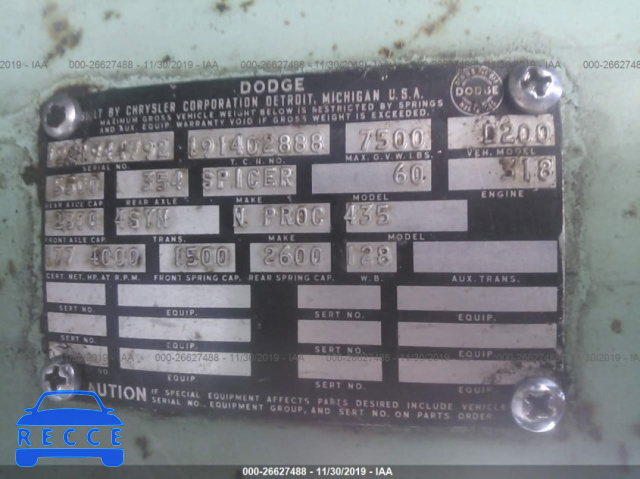 000-26627488 - 11/30/2019 - IAA
000-26627488 - 11/30/2019 - IAA
000-26627488 - 11/30/2019 - IAA
DODGE
BUILT BY CHRYSLER CORPORATION DETROIT, MICHIGAN U.S.A.
MAXIMUM GROSS VEHICLE WEIGHT BELOW IS RESTRICTED BY SPRINGS
AND AUX. EQUIP. WARRANTY VOID IF GROSS WEIGHT IS EXCEEDED.
DODGE
191402888 7500 D200
SERIAL NO. T.C.H. NO. MAX. G.V.W. LBS. VEH. MODEL
354 SPICER 60 318
REAR AXLE CAP. REAR AXLE MAKE MODEL ENGINE
4SYN N PROC 435
FRONT AXLE CAP. TRANS. MAKE MODEL
4000 1500 2600 128
CERT. NET. HP. AT R.P.M. FRONT SPRING CAP. REAR SPRING CAP. W.B. AUX. TRANS.
SERT NO. EQUIP. SERT NO. EQUIP.
SERT NO. EQUIP. SERT NO. EQUIP.
000-26627488 - 11/30/2019 - IAA
000-26627488 - 11/30/2019 - IAA
000-26627488 - 11/30/2019 - IAA
NO EQUIP SERT NO. EQUIP.
CAUTION IF SPECIAL EQUIPMENT AFFECTS PARTS DESIRED INCLUDE VEHICLE
SERIAL NO., EQUIPMENT GROUP, AND SERT NO. ON PARTS ORDER.
RECCE
000-26627488 - 11/30/2019 - IAA